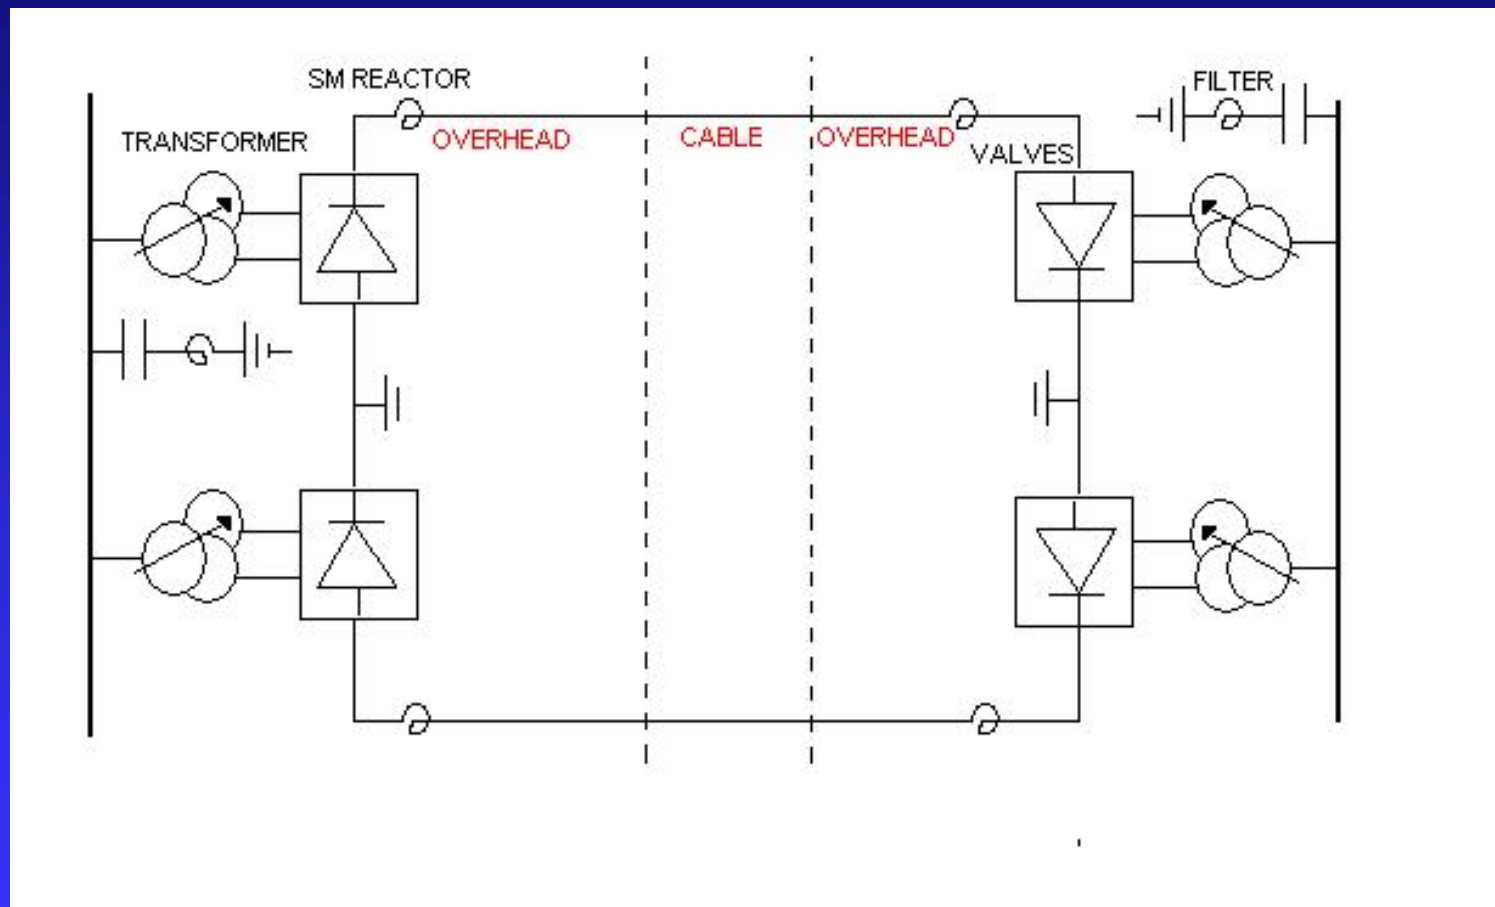 SM REACTOR
FILTER
TRANSFORMER
OVERHEAD
CABLE
OVERHEAD
VALVES